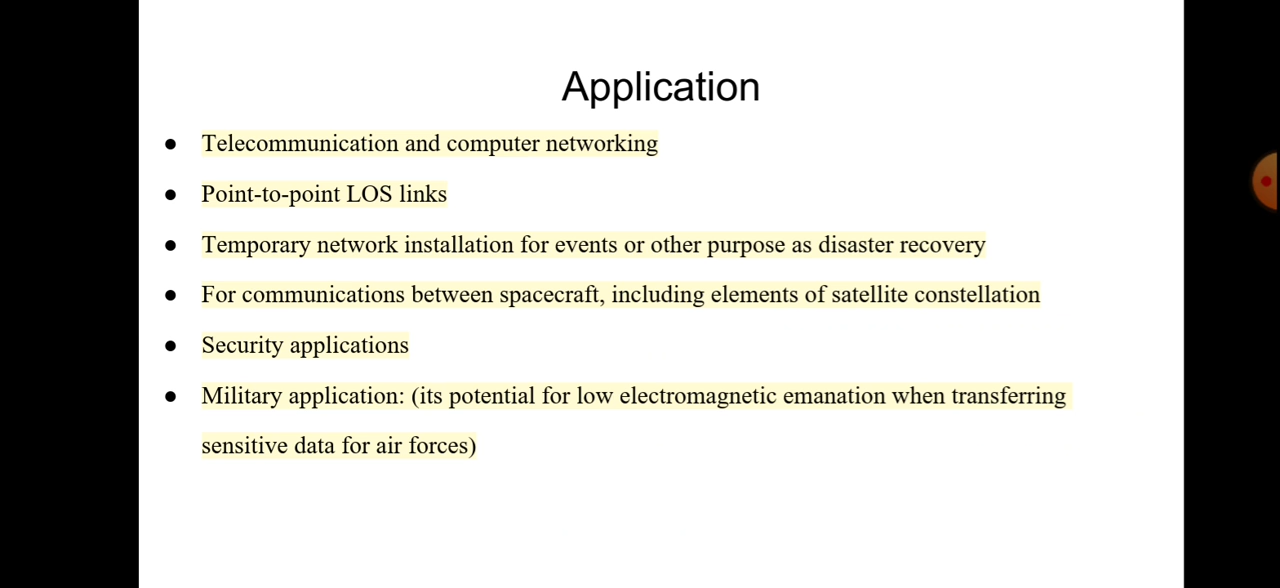 Application
● Telecommunication and computer networking
● Point-to-point LOS links
● Temporary network installation for events or other purpose as disaster recovery
● For communications between spacecraft, including elements of satellite constellation
● Security applications
● Military application: (its potential for low electromagnetic emanation when transferring
sensitive data for air forces)